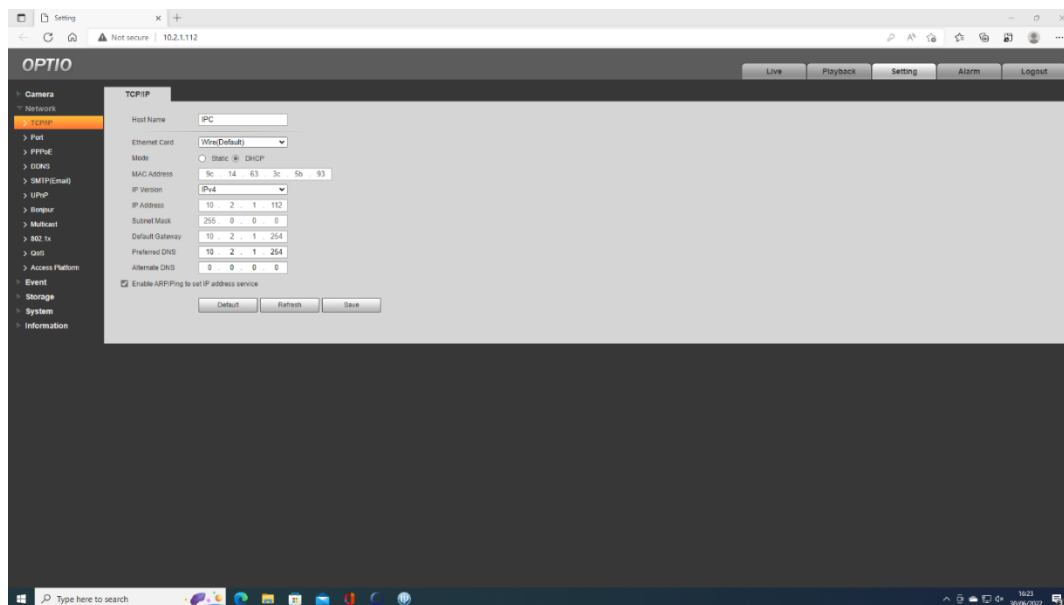 Setting
Not secure | 10.2.1.112
OPTIO
Live Playback Setting Alarm Logout
Camera
Network
TCP/IP
Port
PPPoE
DDNS
SMTP(Email)
UPnP
Bonjour
Multicast
802.1x
QoS
Access Platform
Event
Storage
System
Information
TCP/IP
Host Name IPC
Ethernet Card Wire(Default)
Mode Static DHCP
MAC Address 9c . 14 . 63 . 3c . 5b . 93
IP Version IPv4
IP Address 10 . 2 . 1 . 112
Subnet Mask 255 . 0 . 0 . 0
Default Gateway 10 . 2 . 1 . 254
Preferred DNS 10 . 2 . 1 . 254
Alternate DNS 0 . 0 . 0 . 0
Enable ARP/Ping to set IP address service
Default Refresh Save
Type here to search
16:23
30/06/2022